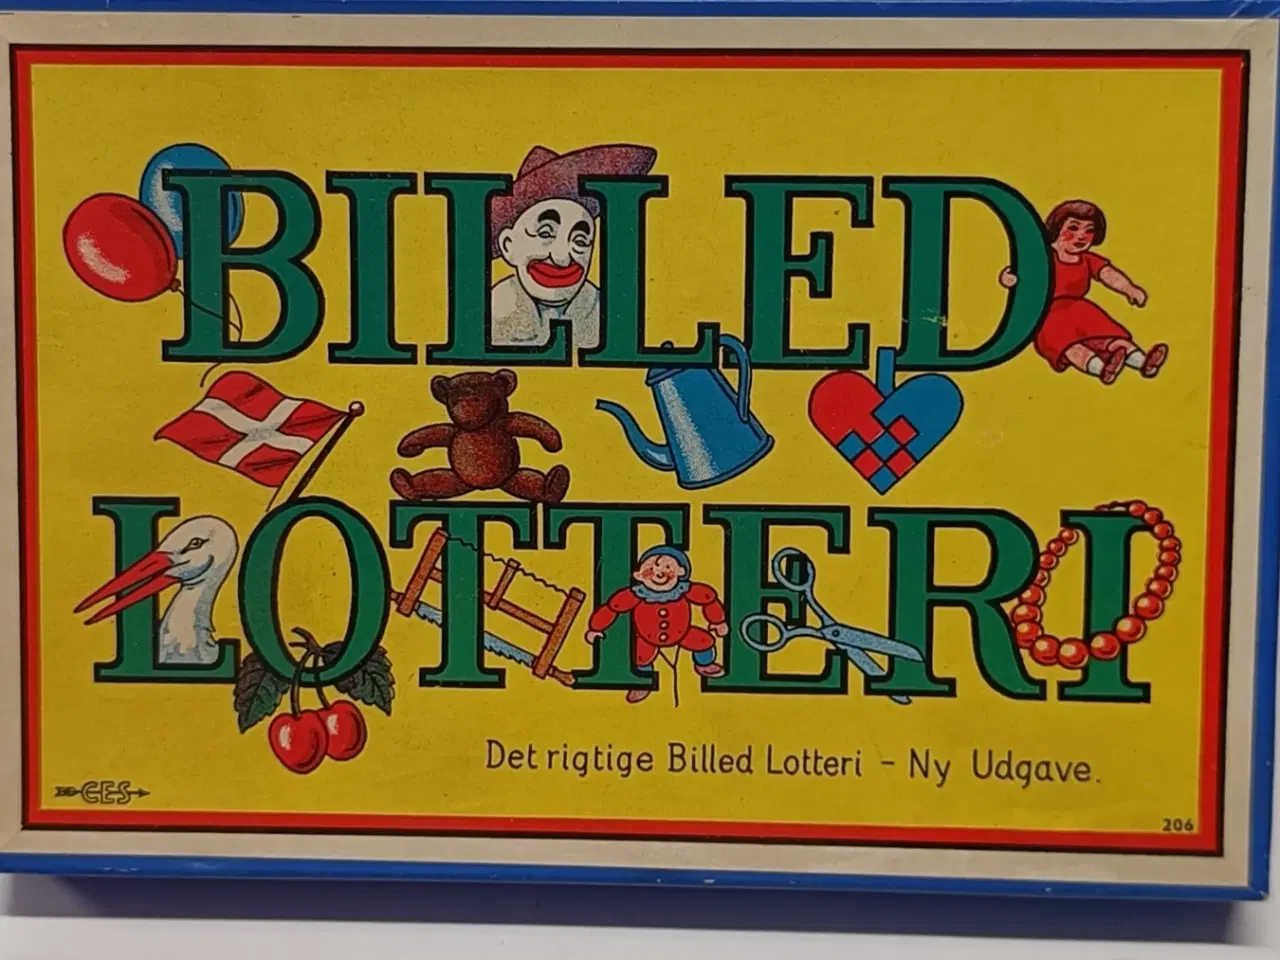 BILLED
LOTTERI
Det rigtige Billed Lotteri - Ny Udgave.
CES
206